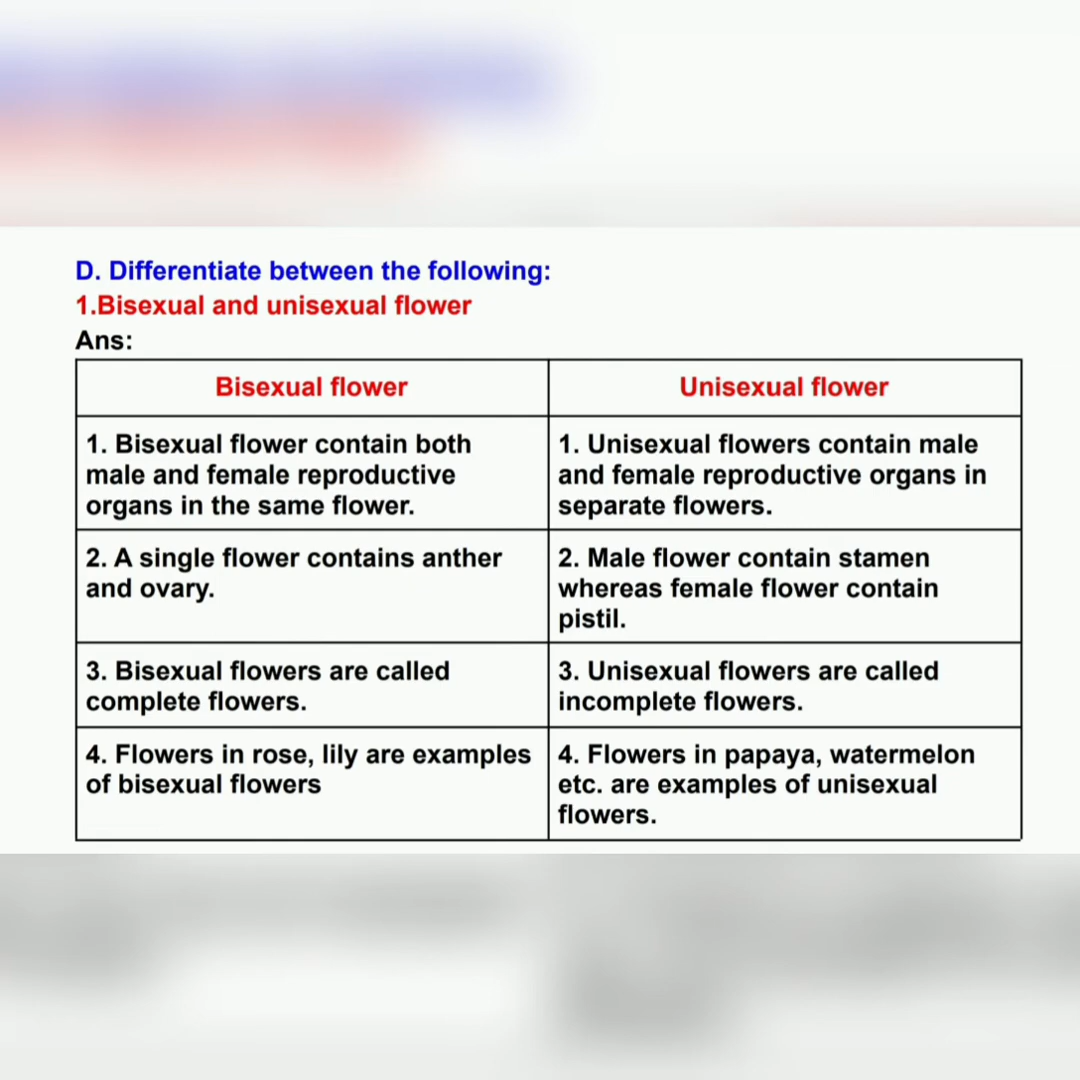 D. Differentiate between the following:
1.Bisexual and unisexual flower
Ans:
Bisexual flower
Unisexual flower
1. Bisexual flower contain both
male and female reproductive
organs in the same flower.
1. Unisexual flowers contain male
and female reproductive organs in
separate flowers.
2. A single flower contains anther
and ovary.
2. Male flower contain stamen
whereas female flower contain
pistil.
3. Bisexual flowers are called
complete flowers.
3. Unisexual flowers are called
incomplete flowers.
4. Flowers in rose, lily are examples
of bisexual flowers
4. Flowers in papaya, watermelon
etc. are examples of unisexual
flowers.